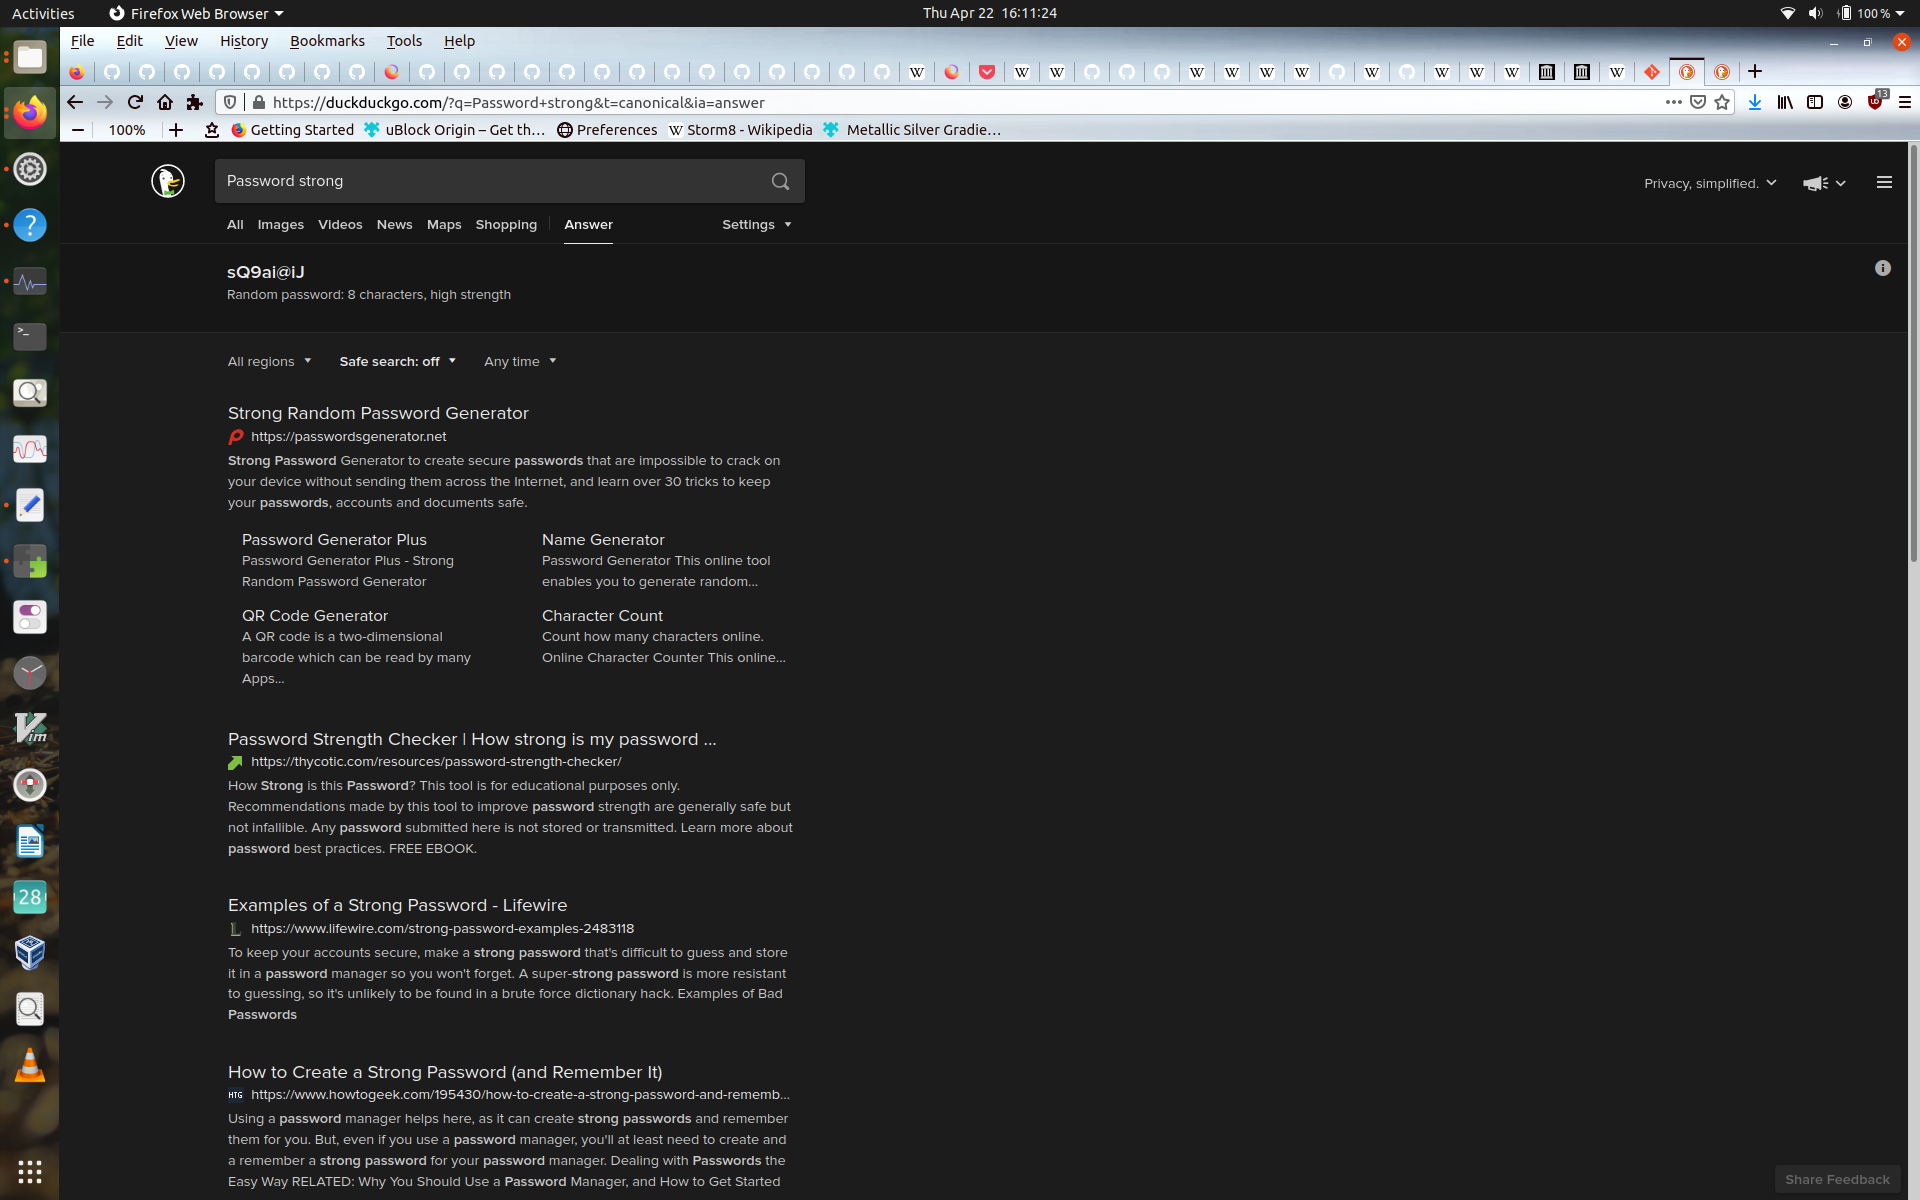 Activities
Firefox Web Browser
Thu Apr 22 16:11:24
100 %
File Edit View History Bookmarks Tools Help
https://duckduckgo.com/?q=Password+strong&t=canonical&ia=answer
13
100%
Getting Started
uBlock Origin – Get th...
Preferences
Storm8 - Wikipedia
Metallic Silver Gradie...
Password strong
Privacy, simplified.
All Images Videos News Maps Shopping Answer Settings
sQ9ai@iJ
Random password: 8 characters, high strength
All regions Safe search: off Any time
Strong Random Password Generator
https://passwordsgenerator.net
Strong Password Generator to create secure passwords that are impossible to crack on
your device without sending them across the Internet, and learn over 30 tricks to keep
your passwords, accounts and documents safe.
Password Generator Plus
Password Generator Plus - Strong
Random Password Generator
Name Generator
Password Generator This online tool
enables you to generate random...
QR Code Generator
A QR code is a two-dimensional
barcode which can be read by many
Apps...
Character Count
Count how many characters online.
Online Character Counter This online...
Password Strength Checker | How strong is my password ...
https://thycotic.com/resources/password-strength-checker/
How Strong is this Password? This tool is for educational purposes only.
Recommendations made by this tool to improve password strength are generally safe but
not infallible. Any password submitted here is not stored or transmitted. Learn more about
password best practices. FREE EBOOK.
Examples of a Strong Password - Lifewire
https://www.lifewire.com/strong-password-examples-2483118
To keep your accounts secure, make a strong password that's difficult to guess and store
it in a password manager so you won't forget. A super-strong password is more resistant
to guessing, so it's unlikely to be found in a brute force dictionary hack. Examples of Bad
Passwords
How to Create a Strong Password (and Remember It)
HTG
https://www.howtogeek.com/195430/how-to-create-a-strong-password-and-rememb...
Using a password manager helps here, as it can create strong passwords and remember
them for you. But, even if you use a password manager, you'll at least need to create and
a remember a strong password for your password manager. Dealing with Passwords the
Easy Way RELATED: Why You Should Use a Password Manager, and How to Get Started
Share Feedback
28
Vim